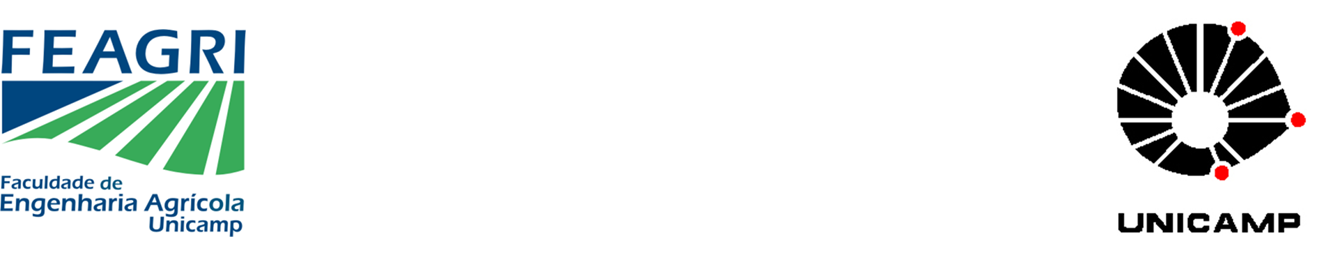 FEAGRI
Faculdade de
Engenharia Agrícola
Unicamp
UNICAMP